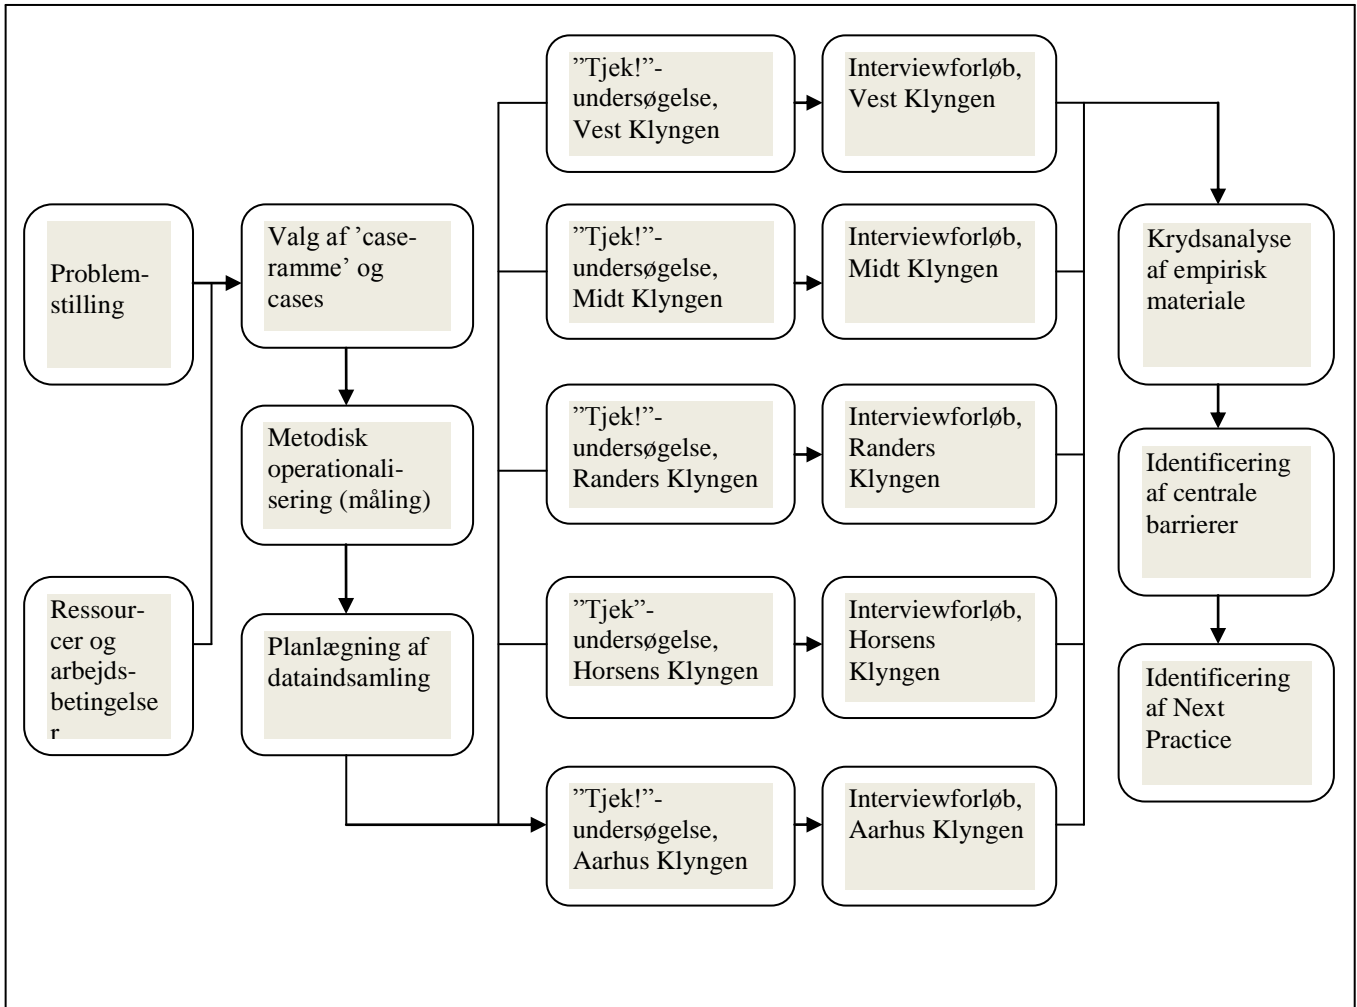 Problem-
stilling
Ressour-
cer og
arbejds-
betingelse
r
Valg af ’case-
ramme’ og
cases
Metodisk
operationali-
sering (måling)
Planlægning af
dataindsamling
”Tjek!”-
undersøgelse,
Vest Klyngen
Interviewforløb,
Vest Klyngen
”Tjek!”-
undersøgelse,
Midt Klyngen
Interviewforløb,
Midt Klyngen
”Tjek!”-
undersøgelse,
Randers Klyngen
Interviewforløb,
Randers
Klyngen
”Tjek”-
undersøgelse,
Horsens Klyngen
Interviewforløb,
Horsens
Klyngen
”Tjek!”-
undersøgelse,
Aarhus Klyngen
Interviewforløb,
Aarhus Klyngen
Krydsanalyse
af empirisk
materiale
Identificering
af centrale
barrierer
Identificering
af Next
Practice